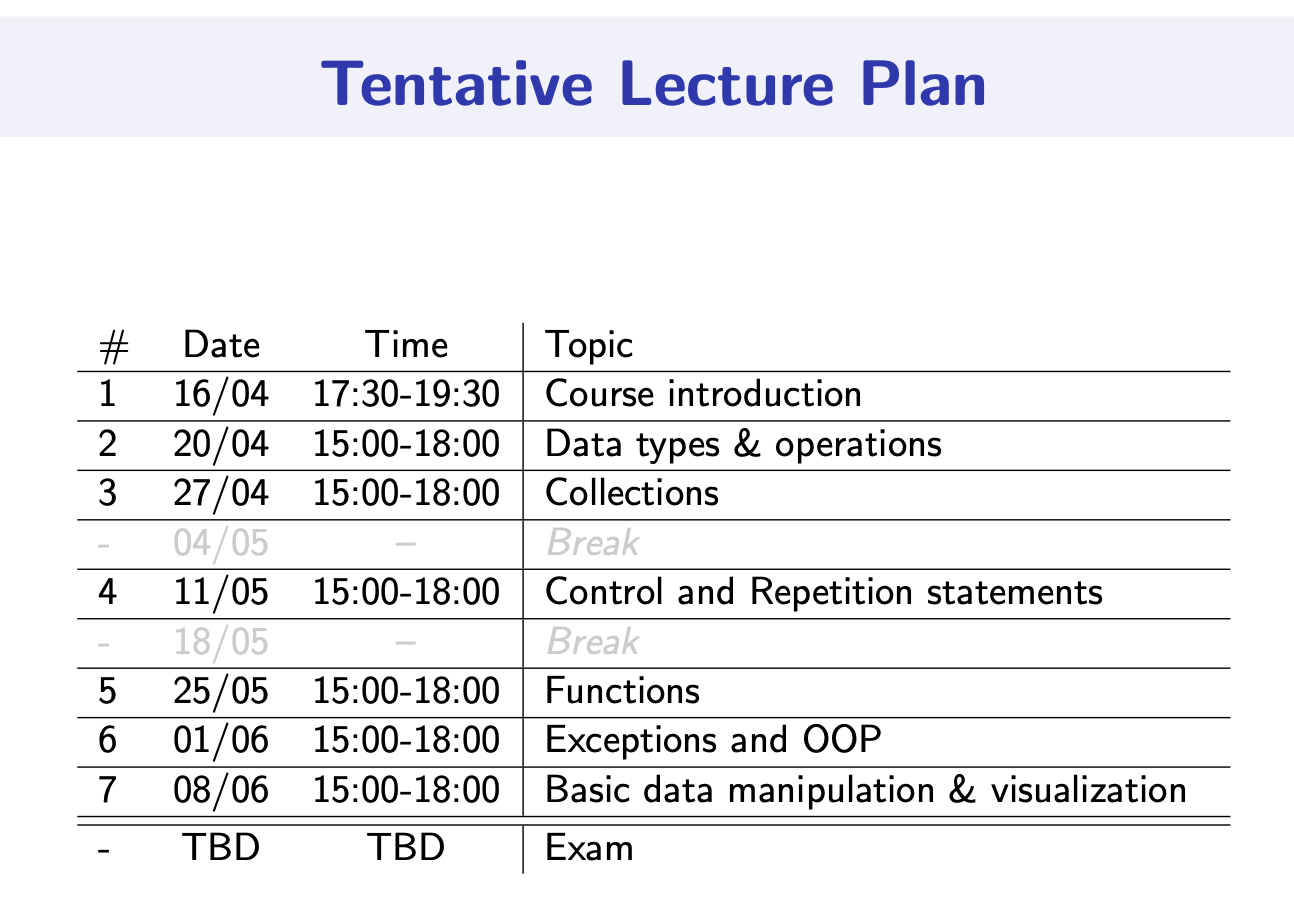 Tentative Lecture Plan
# Date Time Topic
1 16/04 17:30-19:30 Course introduction
2 20/04 15:00-18:00 Data types & operations
3 27/04 15:00-18:00 Collections
- 04/05 – Break
4 11/05 15:00-18:00 Control and Repetition statements
- 18/05 – Break
5 25/05 15:00-18:00 Functions
6 01/06 15:00-18:00 Exceptions and OOP
7 08/06 15:00-18:00 Basic data manipulation & visualization
- TBD TBD Exam